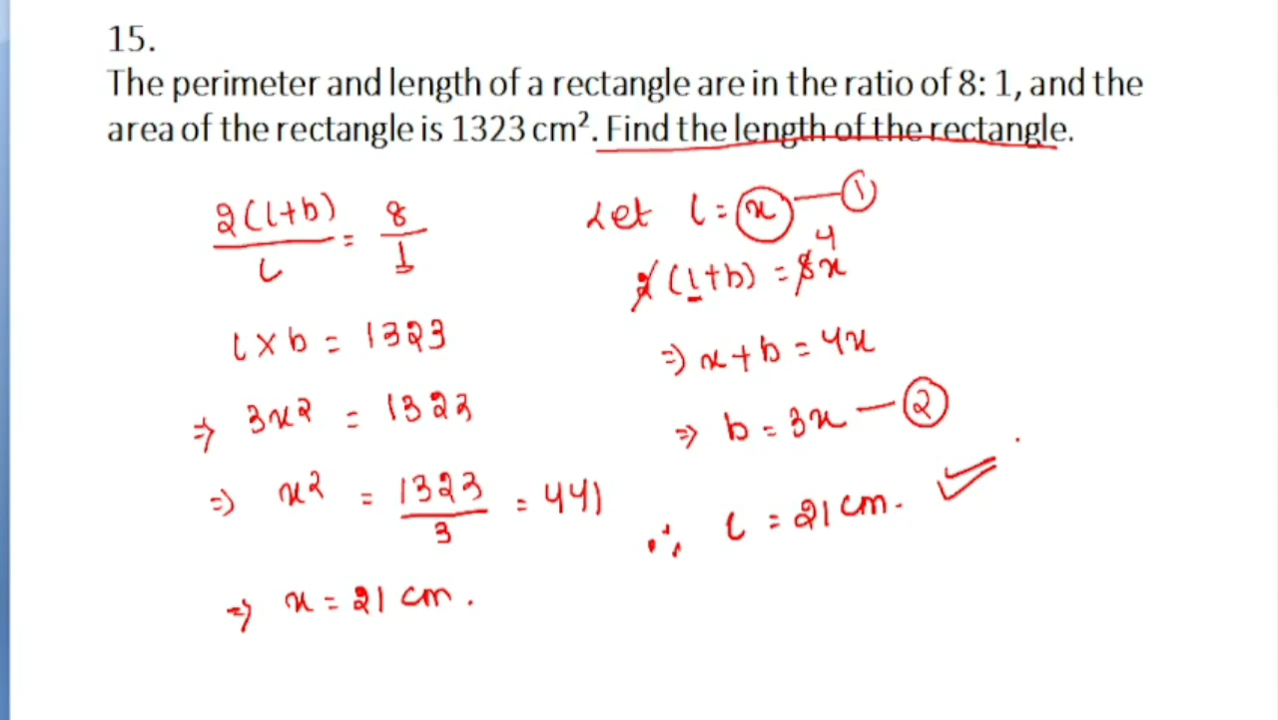 15.
The perimeter and length of a rectangle are in the ratio of 8: 1, and the
area of the rectangle is 1323 cm². Find the length of the rectangle.
2(l+b)/l = 8/1
l × b = 1323
⇒ 3x² = 1323
⇒ x² = 1323/3 = 441
⇒ x = 21 cm.
Let l = x — ①
2(l+b) = 8x 4
⇒ x + b = 4x
⇒ b = 3x — ②
∴ l = 21 cm. ✓